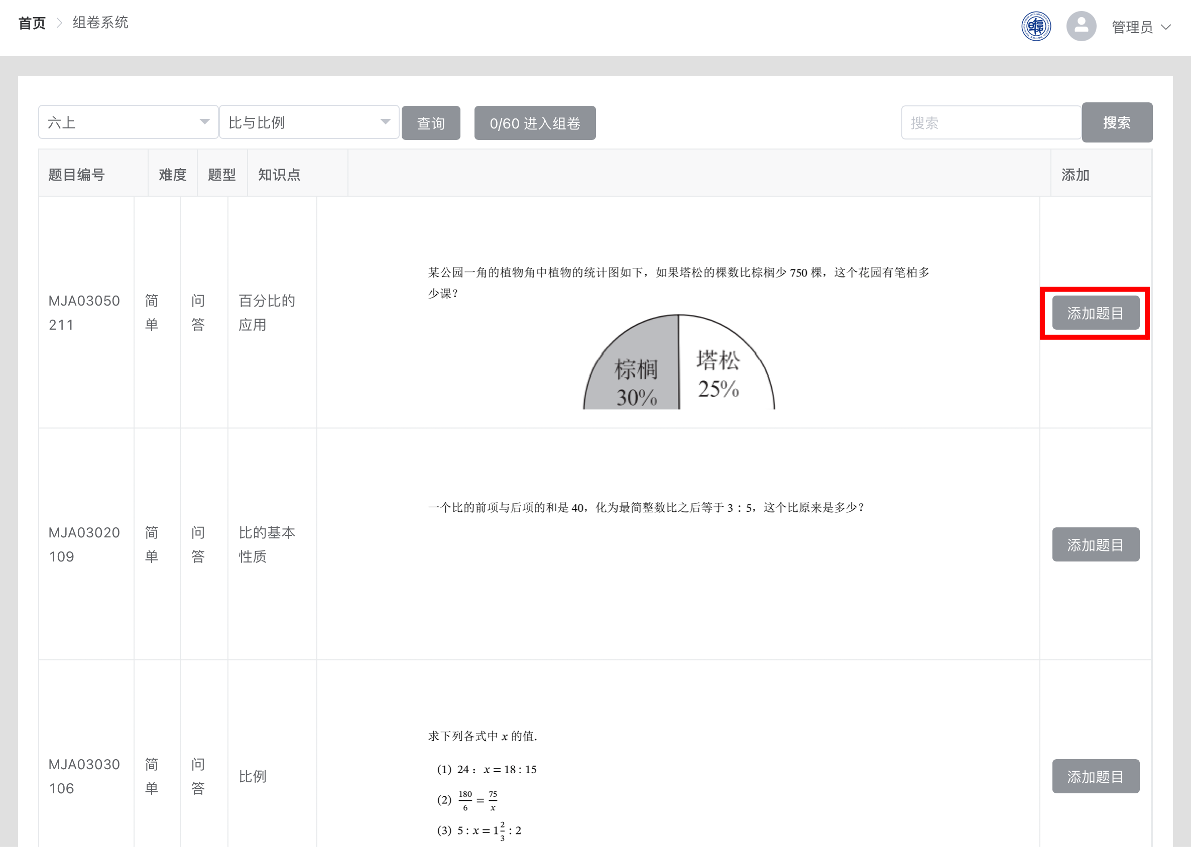 首页 > 组卷系统
管理员
六上 比与比例 查询 0/60 进入组卷 搜索 搜索
题目编号 难度 题型 知识点 添加
某公园一角的植物角中植物的统计图如下，如果塔松的棵数比棕榈少 750 棵，这个花园有笔柏多
少课？
MJA03050
211
简
单
问
答
百分比的
应用
棕榈
30%
塔松
25%
添加题目
一个比的前项与后项的和是 40，化为最简整数比之后等于 3：5，这个比原来是多少？
MJA03020
109
简
单
问
答
比的基本
性质
添加题目
求下列各式中 x 的值.
MJA03030
106
简
单
问
答
比例
(1) 24：x = 18 : 15
(2) 180/6 = 75/x
(3) 5 : x = 1 2/3 : 2
添加题目